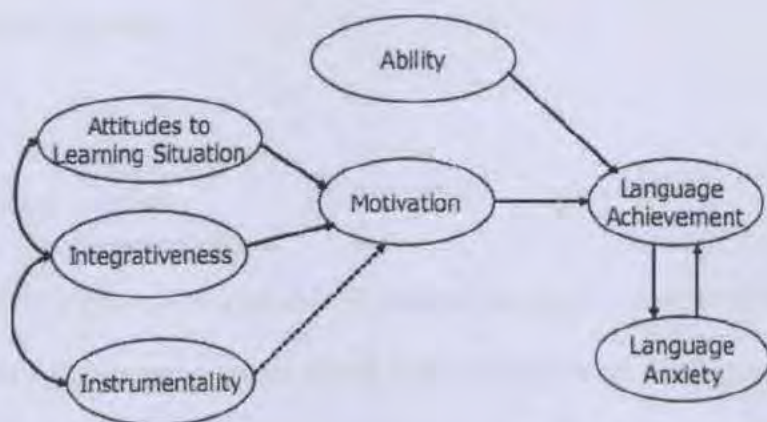 Ability
Attitudes to
Learning Situation
Motivation
Language
Achievement
Integrativeness
Instrumentality
Language
Anxiety